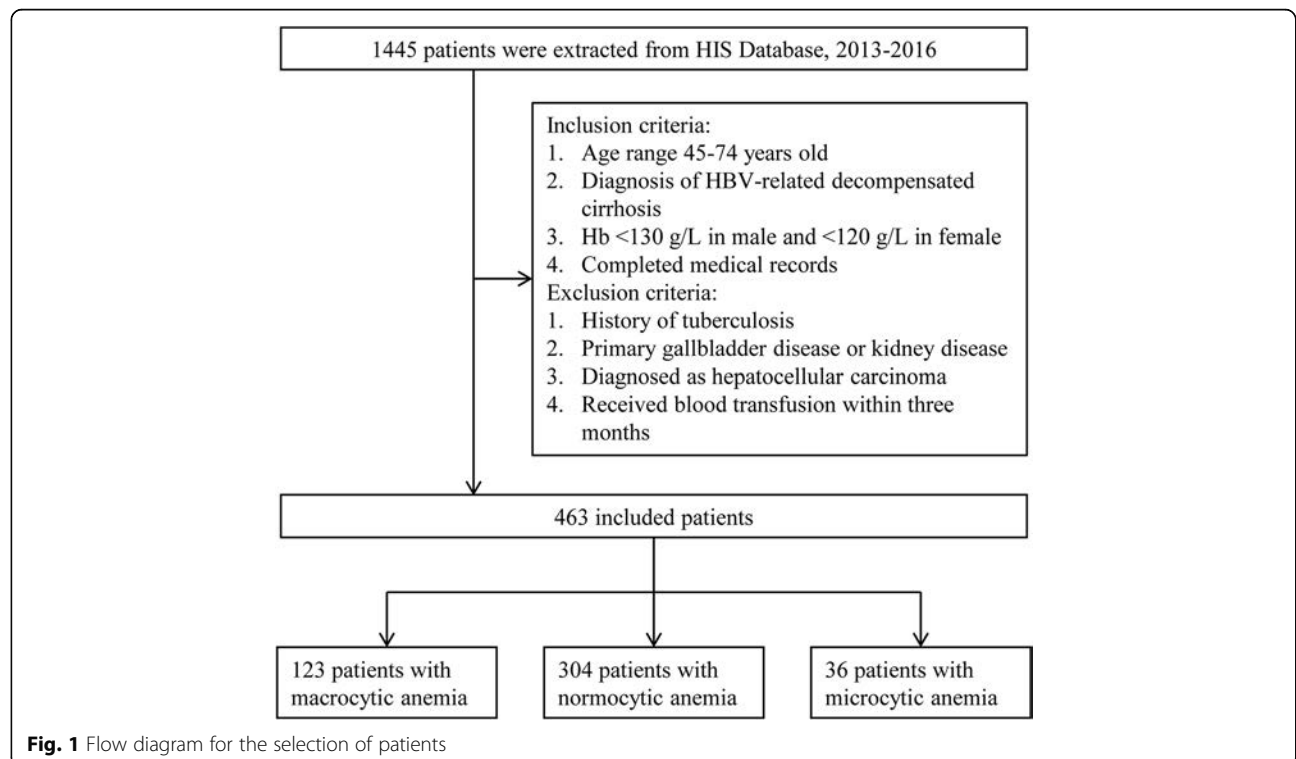 1445 patients were extracted from HIS Database, 2013-2016
Inclusion criteria:
1. Age range 45-74 years old
2. Diagnosis of HBV-related decompensated
cirrhosis
3. Hb <130 g/L in male and <120 g/L in female
4. Completed medical records
Exclusion criteria:
1. History of tuberculosis
2. Primary gallbladder disease or kidney disease
3. Diagnosed as hepatocellular carcinoma
4. Received blood transfusion within three
months
463 included patients
123 patients with
macrocytic anemia
304 patients with
normocytic anemia
36 patients with
microcytic anemia
Fig. 1 Flow diagram for the selection of patients